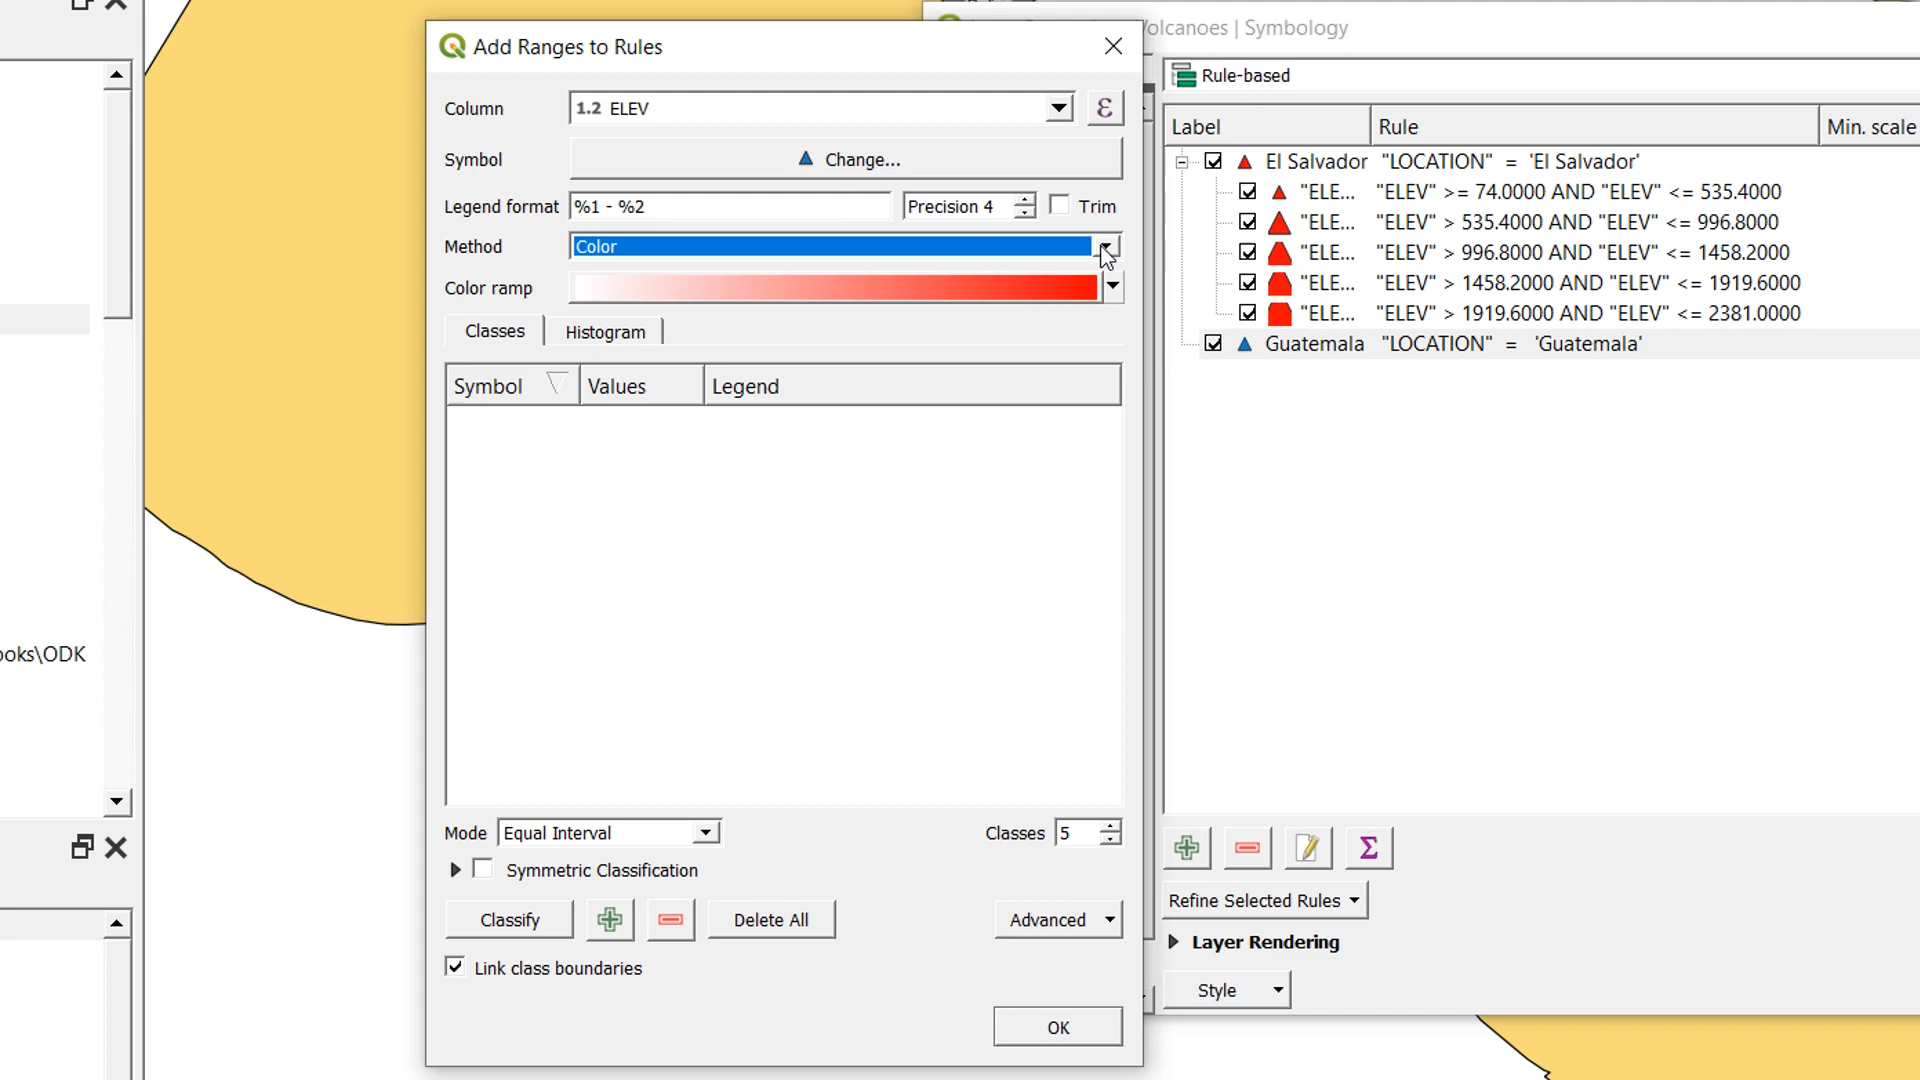 Add Ranges to Rules
olcanoes | Symbology
Column
1.2 ELEV
ε
Symbol
Change...
Legend format
%1 - %2
Precision 4
Trim
Method
Color
Color ramp
Classes
Histogram
Symbol
Values
Legend
Mode
Equal Interval
Classes
5
Symmetric Classification
Classify
Delete All
Advanced
Link class boundaries
OK
Rule-based
Label
Rule
Min. scale
El Salvador "LOCATION" = 'El Salvador'
"ELE... "ELEV" >= 74.0000 AND "ELEV" <= 535.4000
"ELE... "ELEV" > 535.4000 AND "ELEV" <= 996.8000
"ELE... "ELEV" > 996.8000 AND "ELEV" <= 1458.2000
"ELE... "ELEV" > 1458.2000 AND "ELEV" <= 1919.6000
"ELE... "ELEV" > 1919.6000 AND "ELEV" <= 2381.0000
Guatemala "LOCATION" = 'Guatemala'
Σ
Refine Selected Rules
Layer Rendering
Style
ooks\ODK